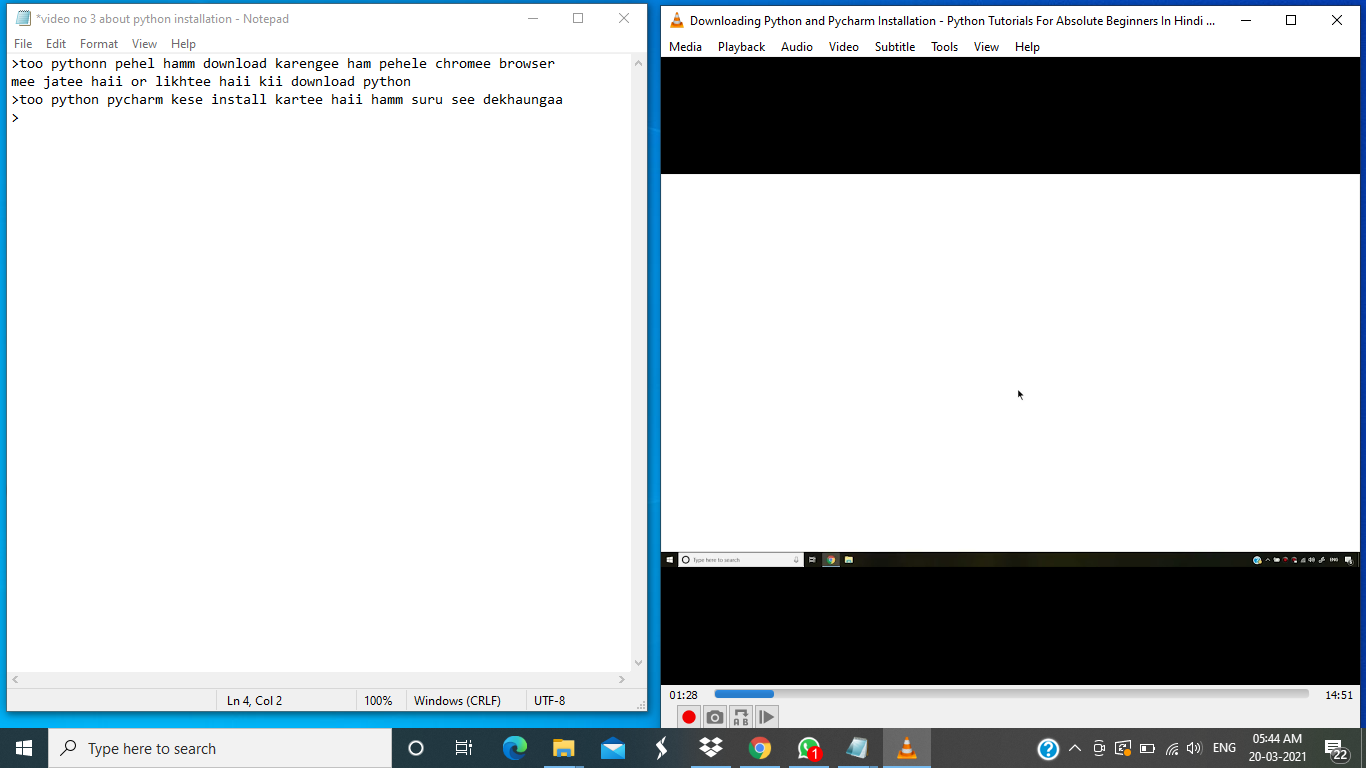 *video no 3 about python installation - Notepad
File Edit Format View Help
>too pythonn pehel hamm download karengee ham pehele chromee browser
mee jatee haii or likhtee haii kii download python
>too python pycharm kese install kartee haii hamm suru see dekhaungaa
>
Ln 4, Col 2 100% Windows (CRLF) UTF-8
Downloading Python and Pycharm Installation - Python Tutorials For Absolute Beginners In Hindi ...
Media Playback Audio Video Subtitle Tools View Help
Type here to search
ENG
01:28 14:51
A B
Type here to search
1
ENG
05:44 AM
20-03-2021
22